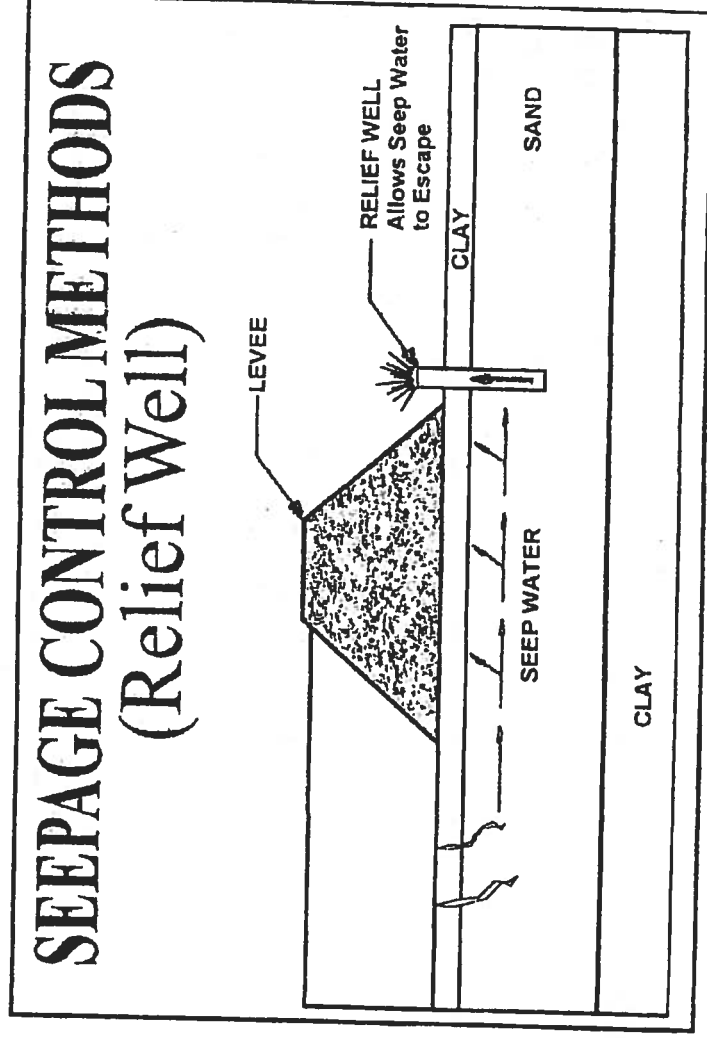 SEEPAGE CONTROL METHODS
(Relief Well)
LEVEE
RELIEF WELL
Allows Seep Water
to Escape
CLAY
SAND
SEEP WATER
CLAY